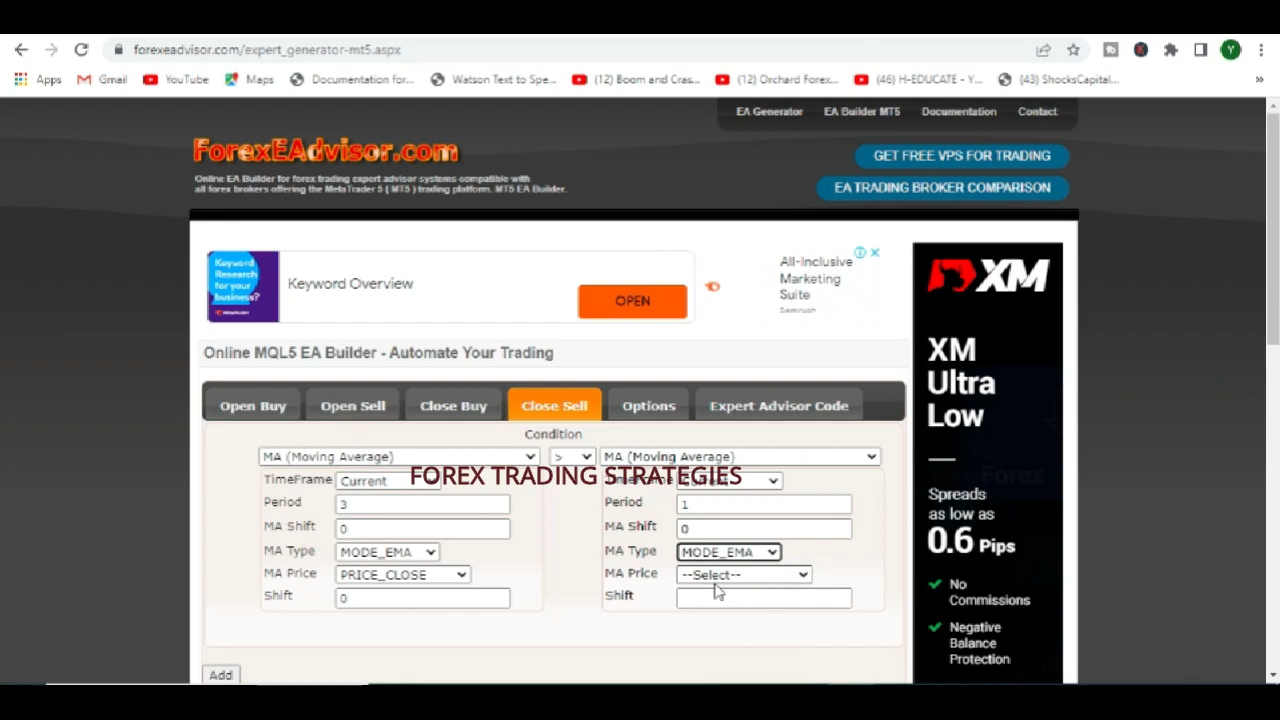 forexeadvisor.com/expert_generator-mt5.aspx
Y
Apps
Gmail
YouTube
Maps
Documentation for...
Watson Text to Spe...
(12) Boom and Cras...
(12) Orchard Forex...
(46) H-EDUCATE - Y...
(43) ShocksCapital...
»
EA Generator
EA Builder MT5
Documentation
Contact
ForexEAdvisor.com
Online EA Builder for forex trading expert advisor systems compatible with
all forex brokers offering the MetaTrader 5 ( MT5 ) trading platform. MT5 EA Builder.
GET FREE VPS FOR TRADING
EA TRADING BROKER COMPARISON
Keyword
Research
for your
business?
Keyword Overview
OPEN
All-Inclusive
Marketing
Suite
Semrush
XM
XM
Ultra
Low
Spreads
as low as
0.6 Pips
No
Commissions
Negative
Balance
Protection
Online MQL5 EA Builder - Automate Your Trading
Open Buy
Open Sell
Close Buy
Close Sell
Options
Expert Advisor Code
Condition
MA (Moving Average)
>
MA (Moving Average)
TimeFrame
Current
FOREX TRADING STRATEGIES
Period
3
Period
1
MA Shift
0
MA Shift
0
MA Type
MODE_EMA
MA Type
MODE_EMA
MA Price
PRICE_CLOSE
MA Price
--Select--
Shift
0
Shift
Add